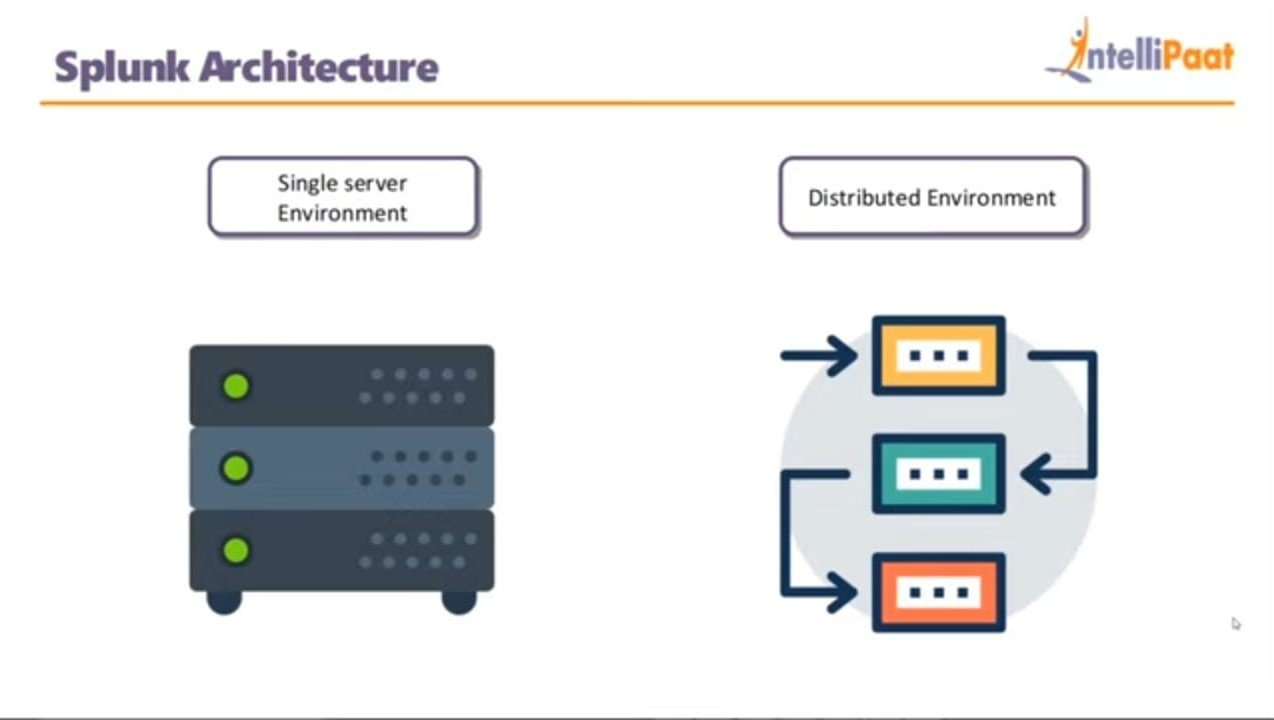 Splunk Architecture
IntelliPaat
Single server
Environment
Distributed Environment